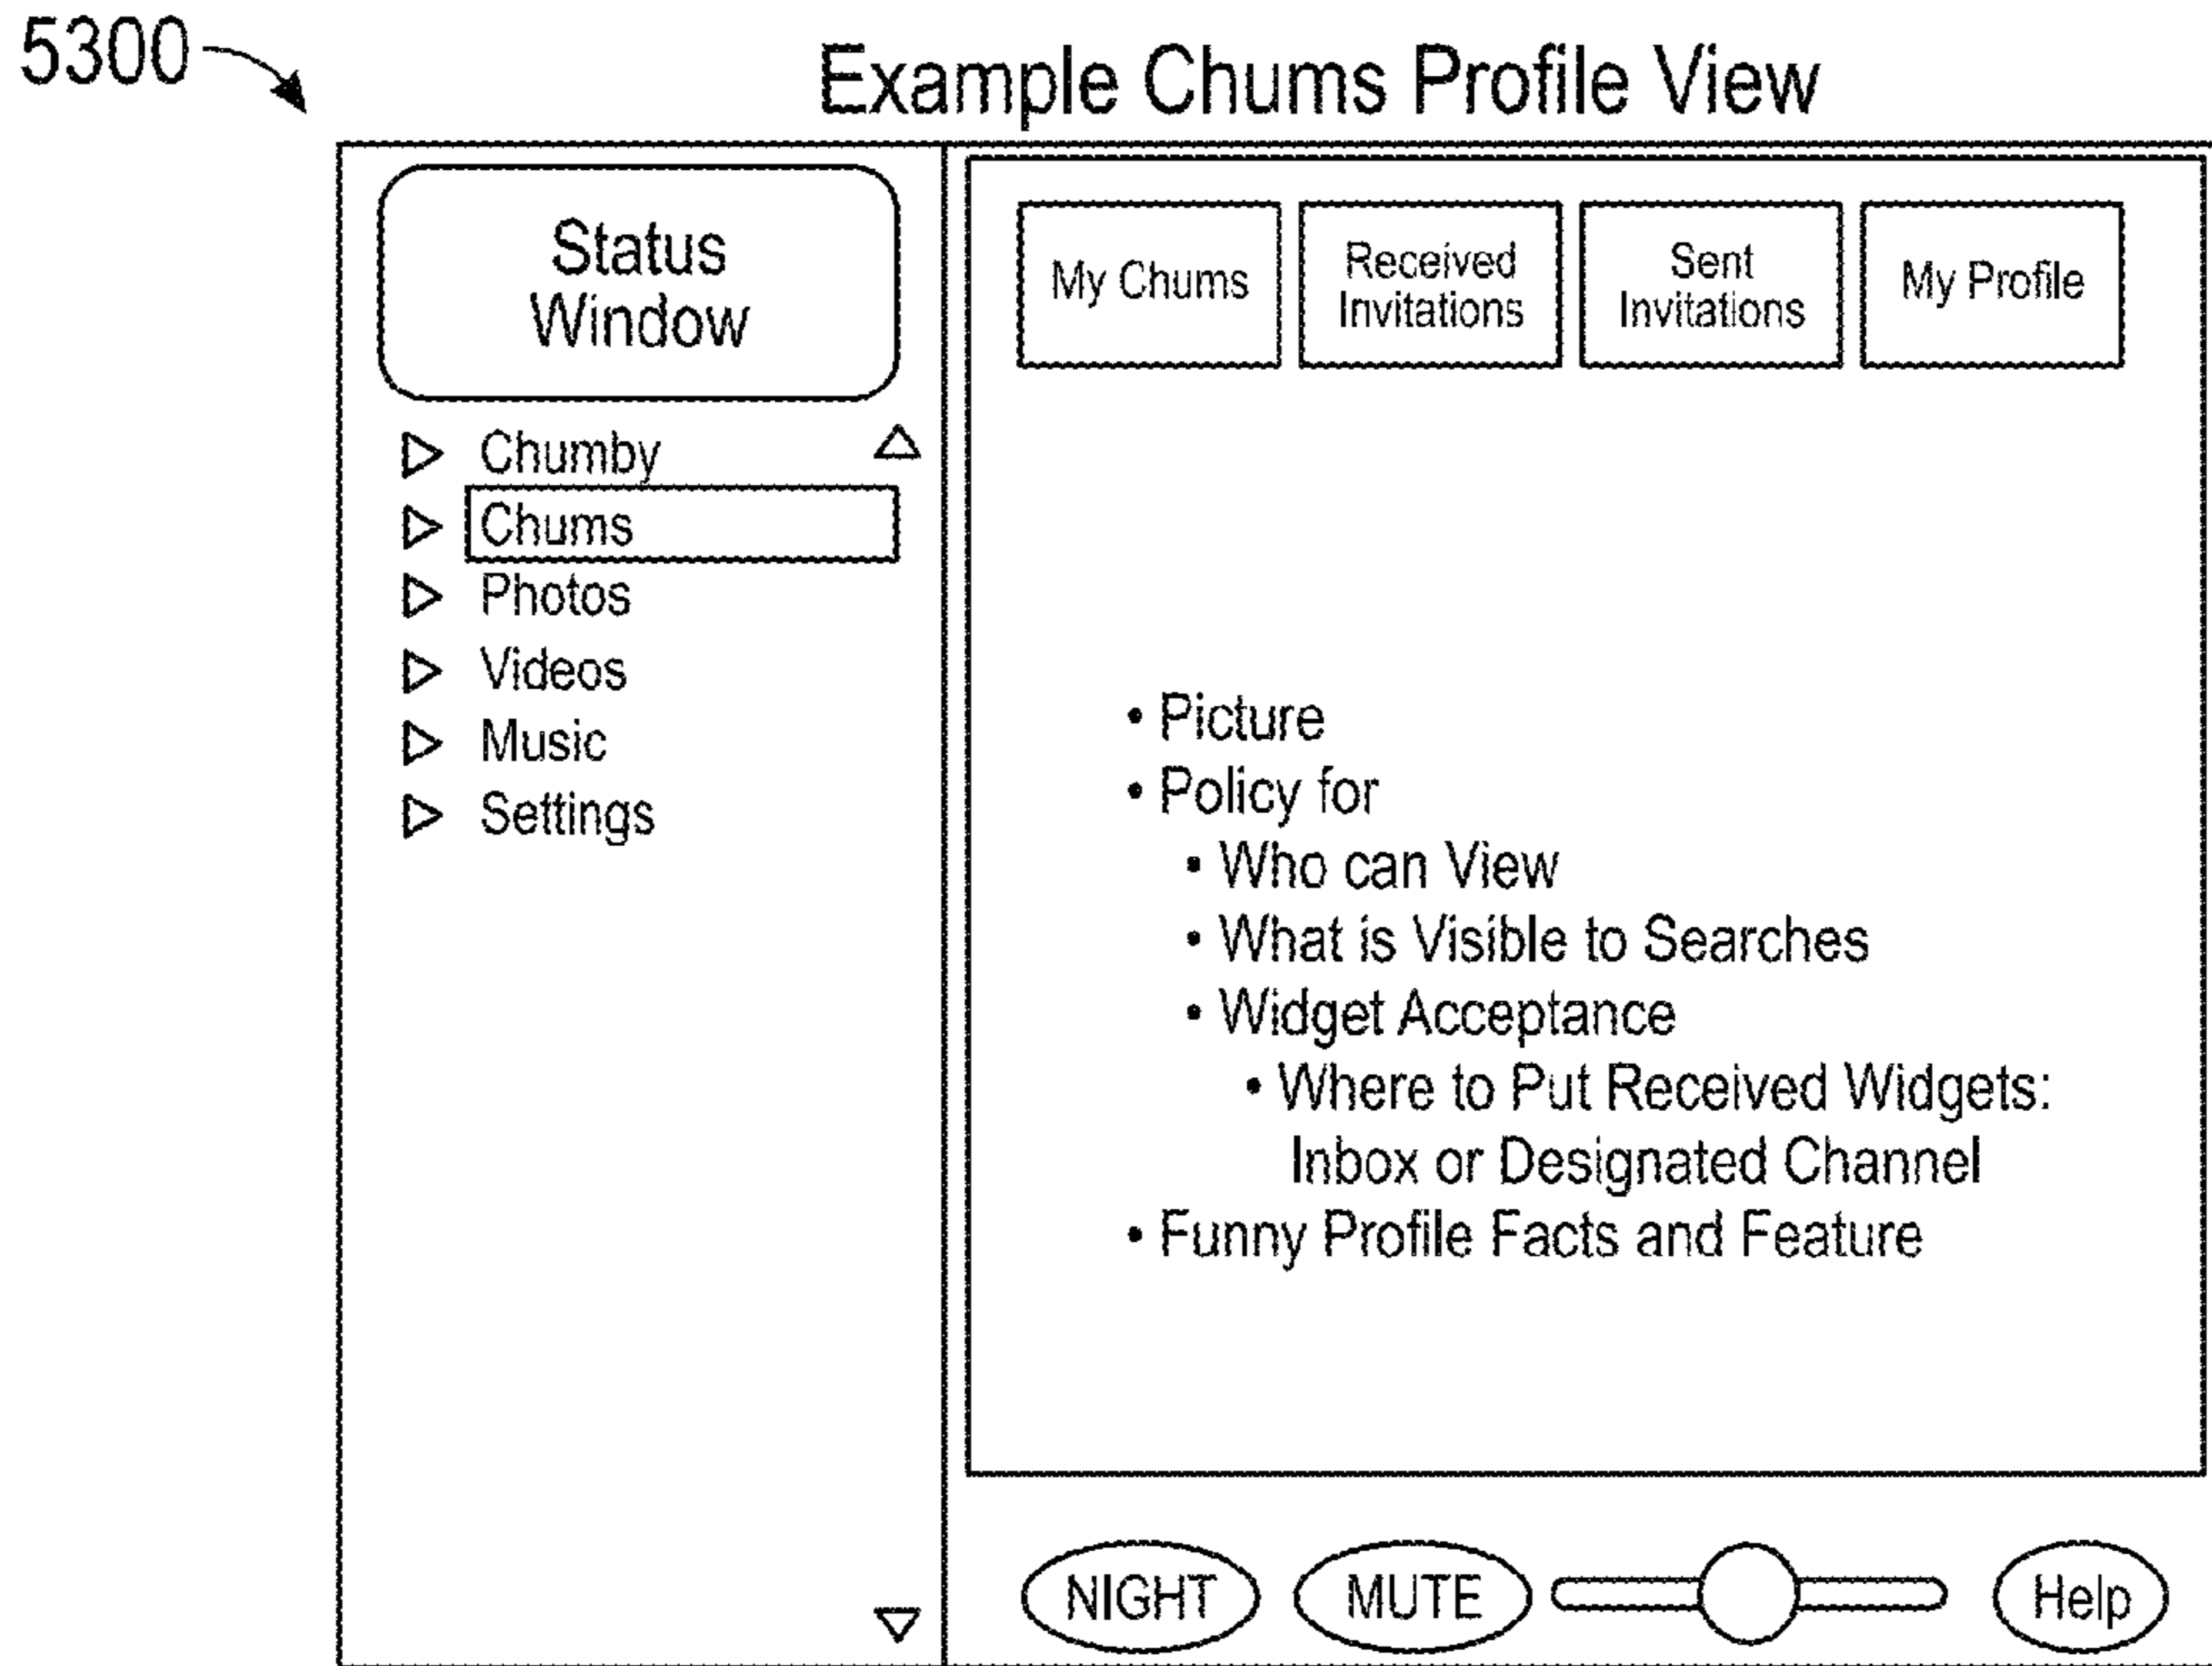 5300
Example Chums Profile View
Status
Window
Chumby
Chums
Photos
Videos
Music
Settings
My Chums
Received
Invitations
Sent
Invitations
My Profile
• Picture
• Policy for
• Who can View
• What is Visible to Searches
• Widget Acceptance
• Where to Put Received Widgets:
Inbox or Designated Channel
• Funny Profile Facts and Feature
NIGHT
MUTE
Help